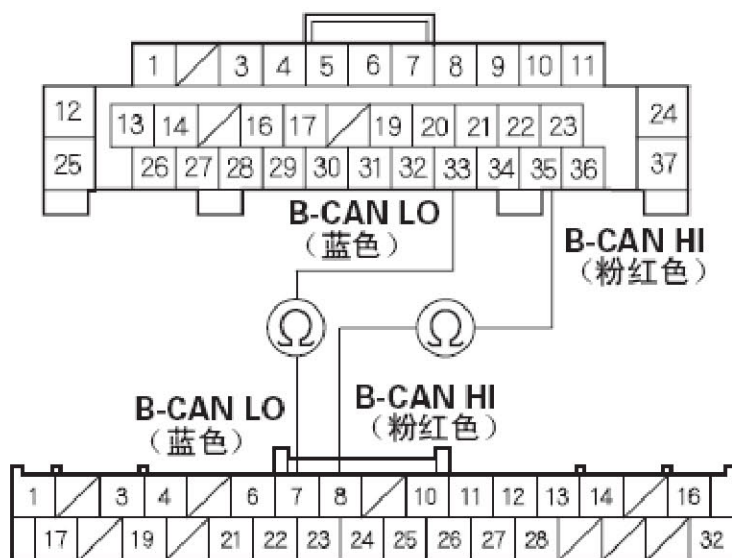 1 3 4 5 6 7 8 9 10 11
12 13 14 16 17 19 20 21 22 23 24
25 26 27 28 29 30 31 32 33 34 35 36 37
B-CAN LO
（蓝色）
B-CAN HI
（粉红色）
Ω Ω
B-CAN LO
（蓝色）
B-CAN HI
（粉红色）
1 3 4 6 7 8 10 11 12 13 14 16
17 19 21 22 23 24 25 26 27 28 32